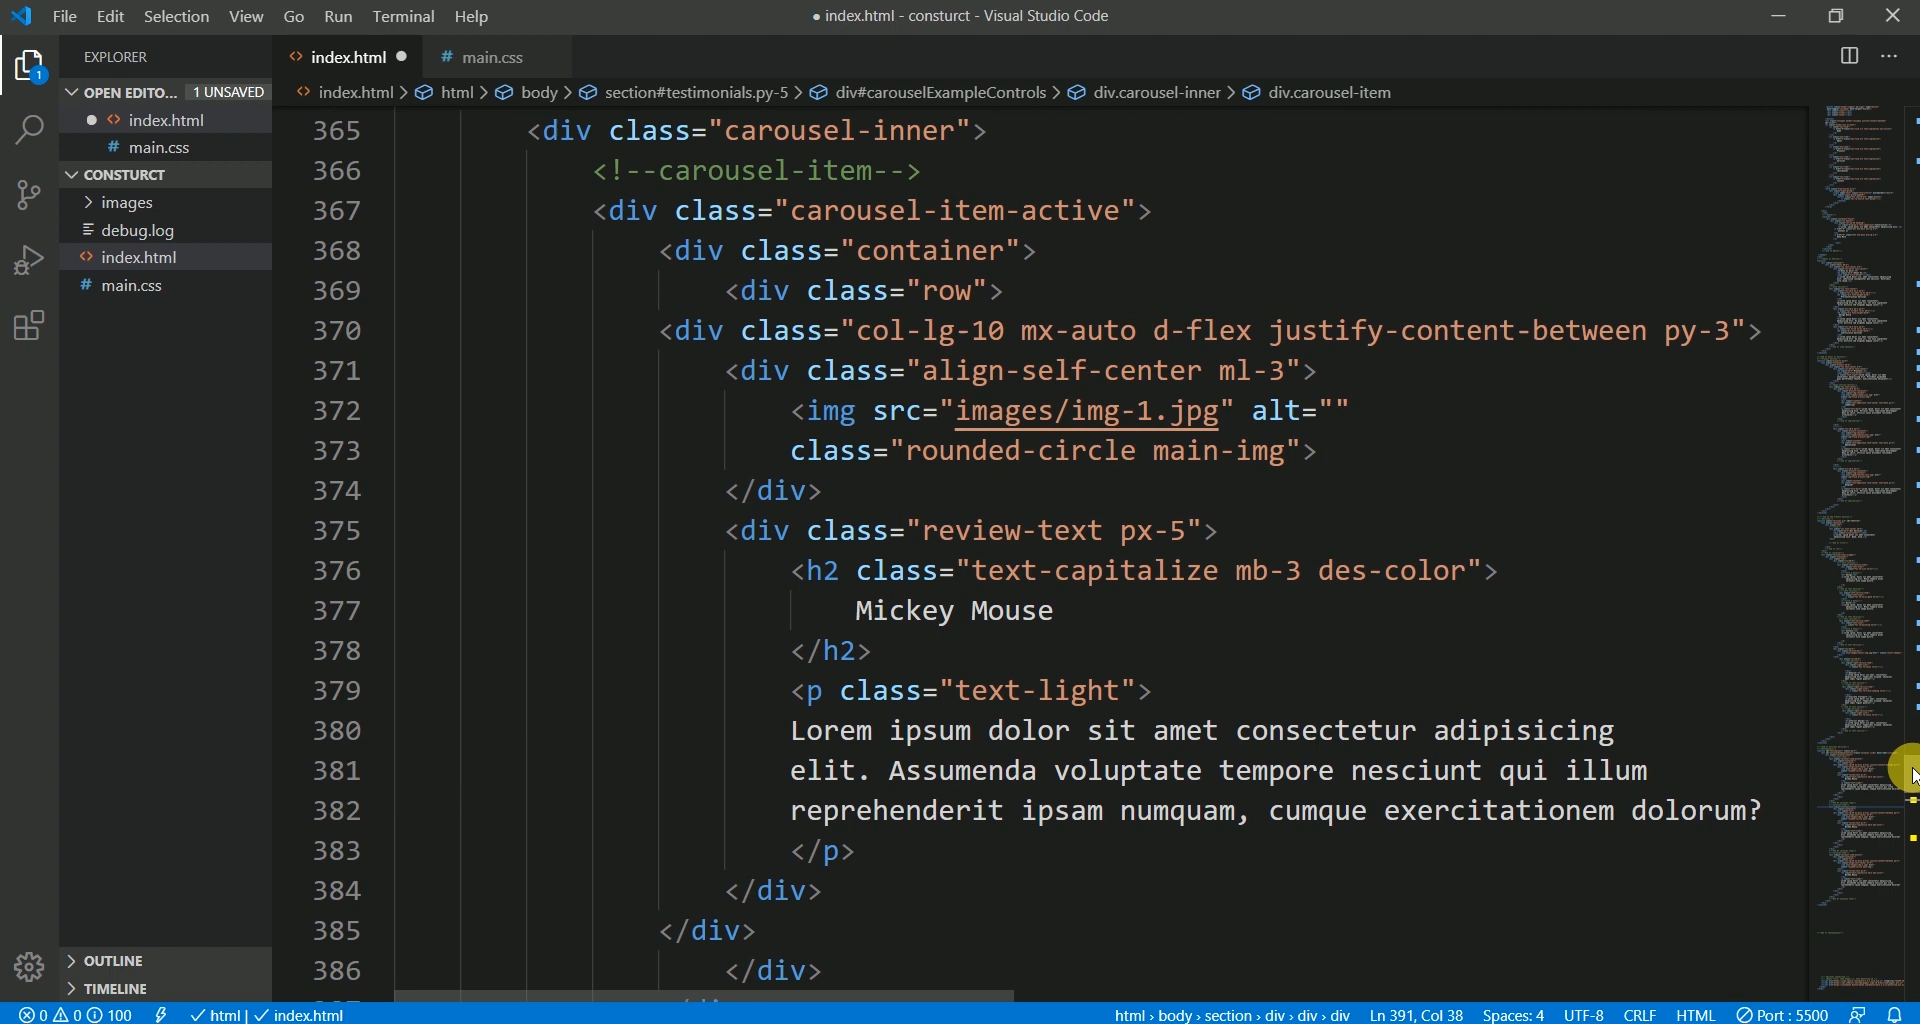 File Edit Selection View Go Run Terminal Help
● index.html - consturct - Visual Studio Code
1
EXPLORER
OPEN EDITO... 1 UNSAVED
index.html
# main.css
CONSTURCT
images
debug.log
index.html
# main.css
OUTLINE
TIMELINE
index.html
# main.css
index.html > html > body > section#testimonials.py-5 > div#carouselExampleControls > div.carousel-inner > div.carousel-item
365 <div class="carousel-inner">
366 <!--carousel-item-->
367 <div class="carousel-item-active">
368 <div class="container">
369 <div class="row">
370 <div class="col-lg-10 mx-auto d-flex justify-content-between py-3">
371 <div class="align-self-center ml-3">
372 <img src="images/img-1.jpg" alt=""
373 class="rounded-circle main-img">
374 </div>
375 <div class="review-text px-5">
376 <h2 class="text-capitalize mb-3 des-color">
377 Mickey Mouse
378 </h2>
379 <p class="text-light">
380 Lorem ipsum dolor sit amet consectetur adipisicing
381 elit. Assumenda voluptate tempore nesciunt qui illum
382 reprehenderit ipsam numquam, cumque exercitationem dolorum?
383 </p>
384 </div>
385 </div>
386 </div>
0 0 100 ✓ html | ✓ index.html
html › body › section › div › div › div Ln 391, Col 38 Spaces: 4 UTF-8 CRLF HTML Port : 5500